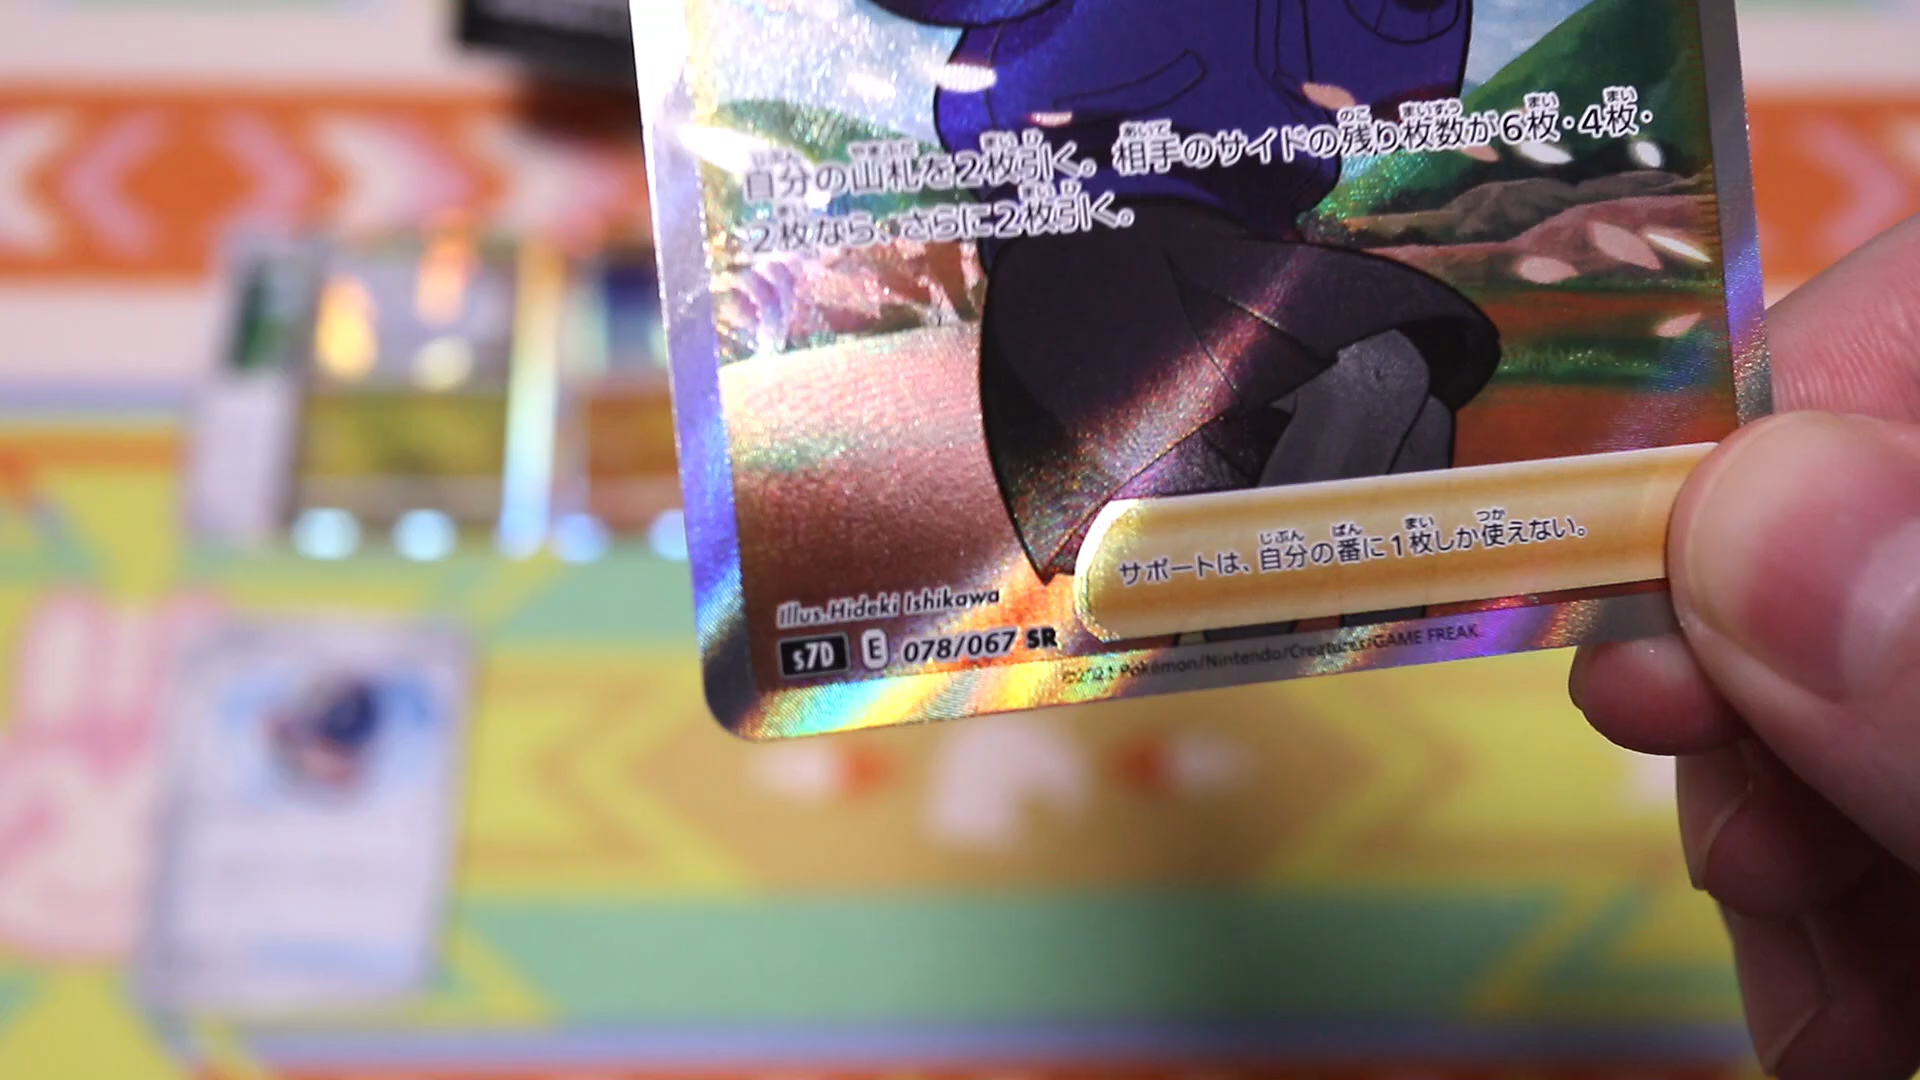 自分の山札を2枚引く。相手のサイドの残り枚数が6枚・4枚・
2枚なら、さらに2枚引く。
サポートは、自分の番に1枚しか使えない。
Illus. Hideki Ishikawa
s7D E 078/067 SR
©2021 Pokémon/Nintendo/Creatures/GAME FREAK.